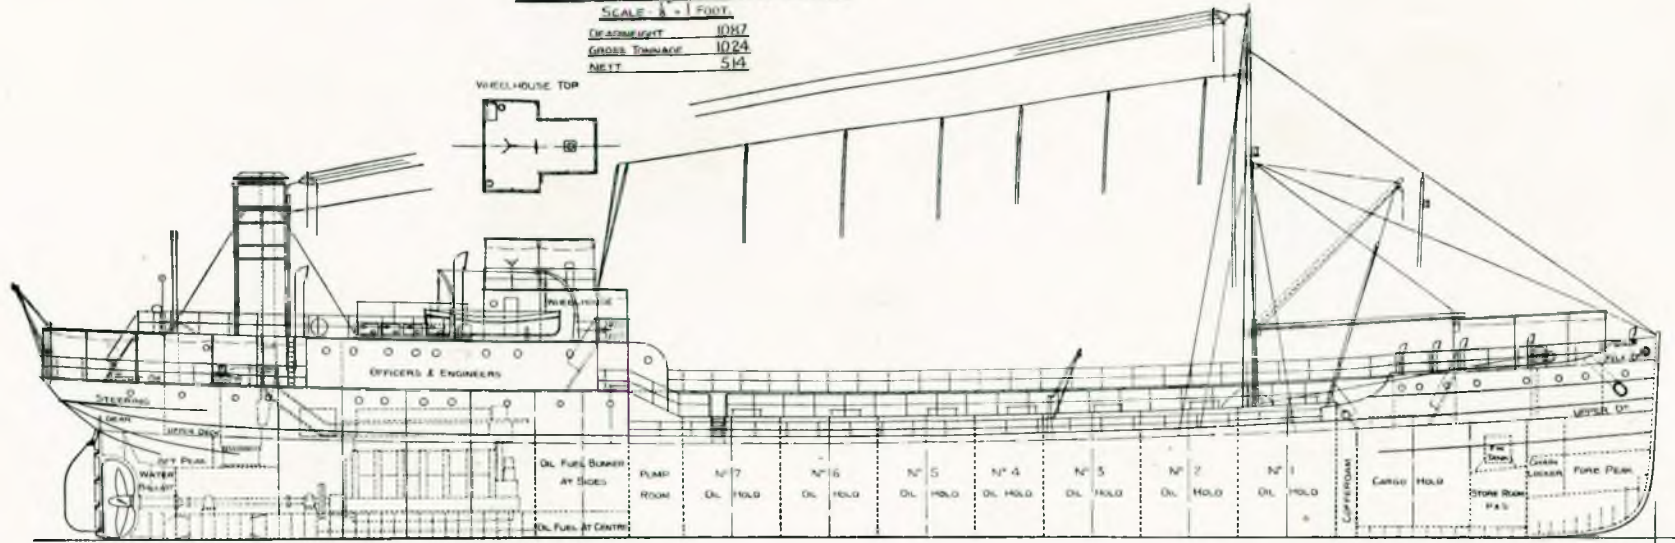 SCALE - ⅛" = 1 FOOT.
DEADWEIGHT 1087
GROSS TONNAGE 1024
NETT 514
WHEELHOUSE TOP
WHEELHOUSE
OFFICERS & ENGINEERS
STEERING
GEAR
UPPER DECK
AFT PEAK
WATER
BALLAST
OIL FUEL BUNKER
AT SIDES
OIL FUEL AT CENTRE
PUMP
ROOM
Nº 7
OIL HOLD
Nº 6
OIL HOLD
Nº 5
OIL HOLD
Nº 4
OIL HOLD
Nº 3
OIL HOLD
Nº 2
OIL HOLD
Nº 1
OIL HOLD
COFFERDAM
CARGO HOLD
TANK
STORE ROOM
P & S
CHAIN
LOCKER
FORE PEAK
UPPER DK